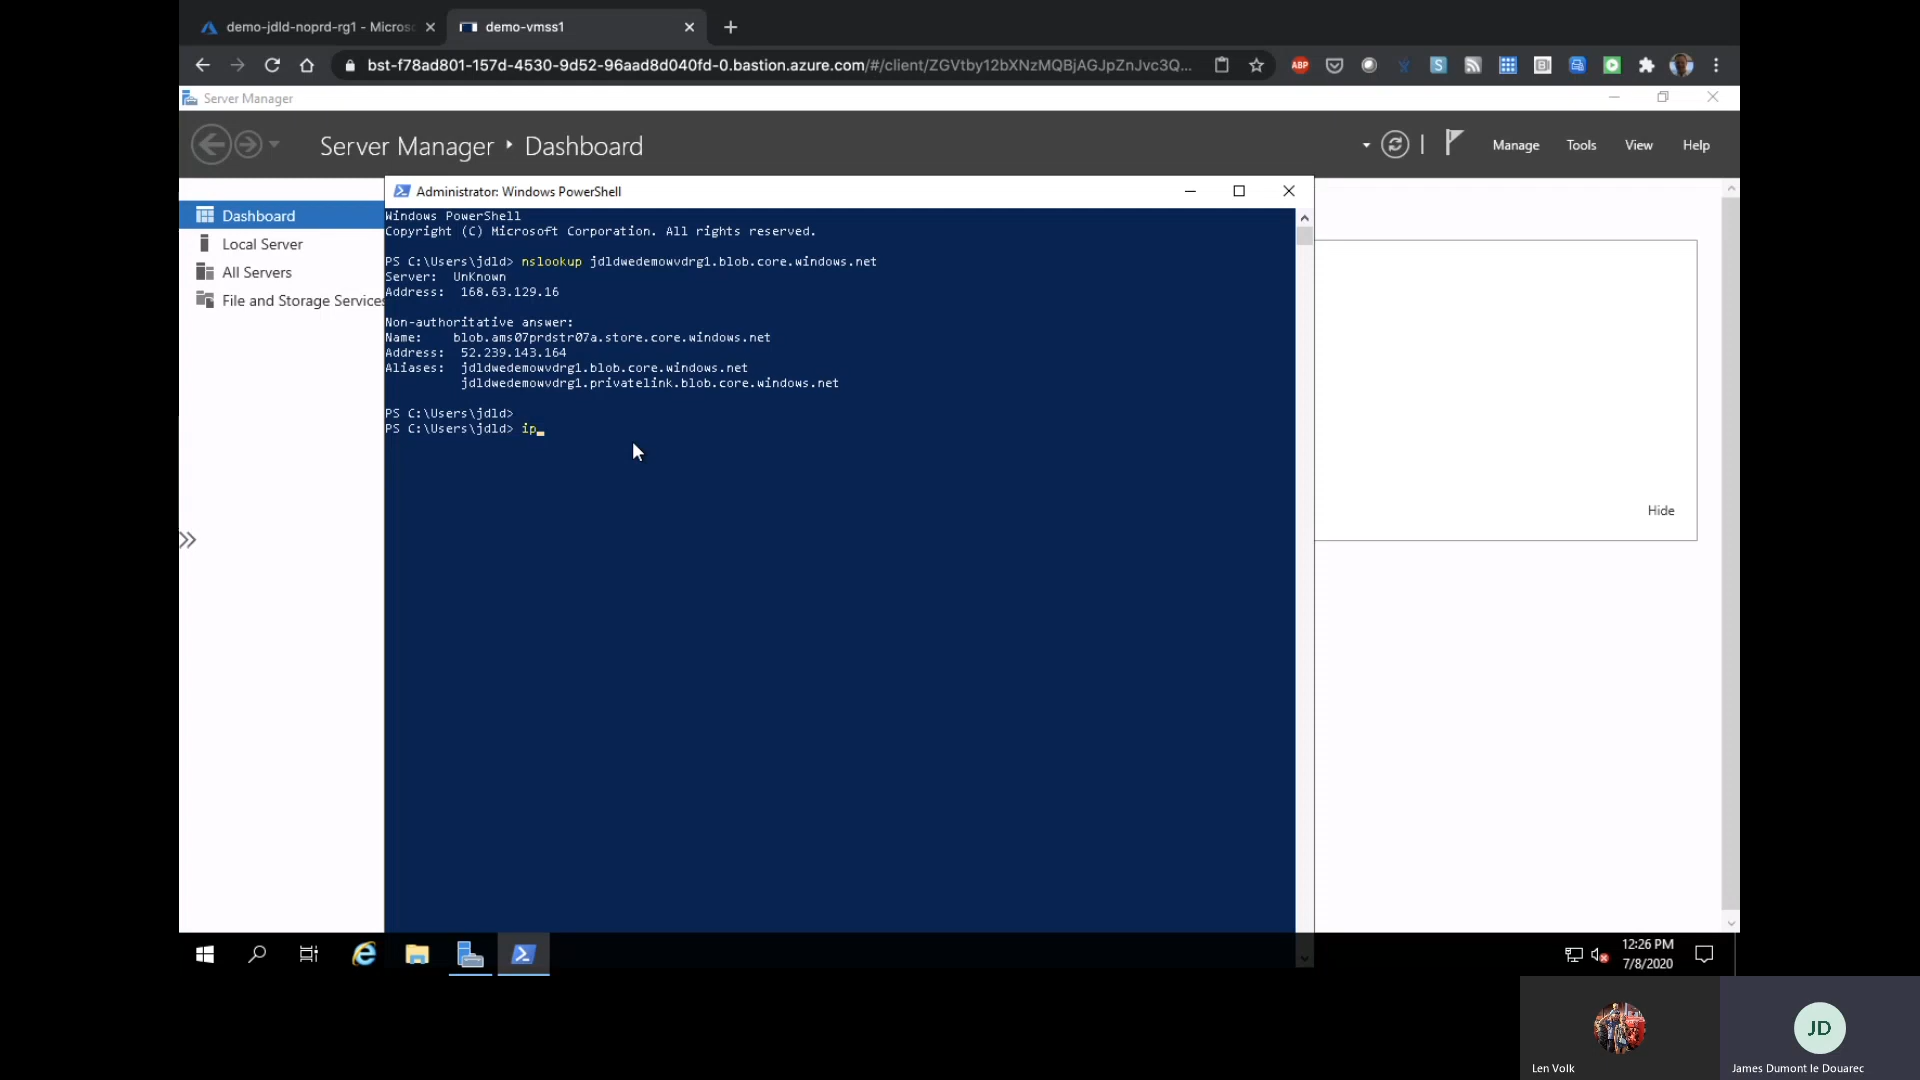 demo-jdld-noprd-rg1 - Micros
demo-vmss1
bst-f78ad801-157d-4530-9d52-96aad8d040fd-0.bastion.azure.com/#/client/ZGVtby12bXNzMQBjAGJpZnJvc3Q...
ABP
Server Manager
Server Manager ‣ Dashboard
Manage
Tools
View
Help
Dashboard
Local Server
All Servers
File and Storage Services
Administrator: Windows PowerShell
Windows PowerShell
Copyright (C) Microsoft Corporation. All rights reserved.
PS C:\Users\jdld> nslookup jdldwedemowvdrg1.blob.core.windows.net
Server: UnKnown
Address: 168.63.129.16
Non-authoritative answer:
Name: blob.ams07prdstr07a.store.core.windows.net
Address: 52.239.143.164
Aliases: jdldwedemowvdrg1.blob.core.windows.net
jdldwedemowvdrg1.privatelink.blob.core.windows.net
PS C:\Users\jdld>
PS C:\Users\jdld> ip_
Hide
12:26 PM
7/8/2020
JD
Len Volk
James Dumont le Douarec